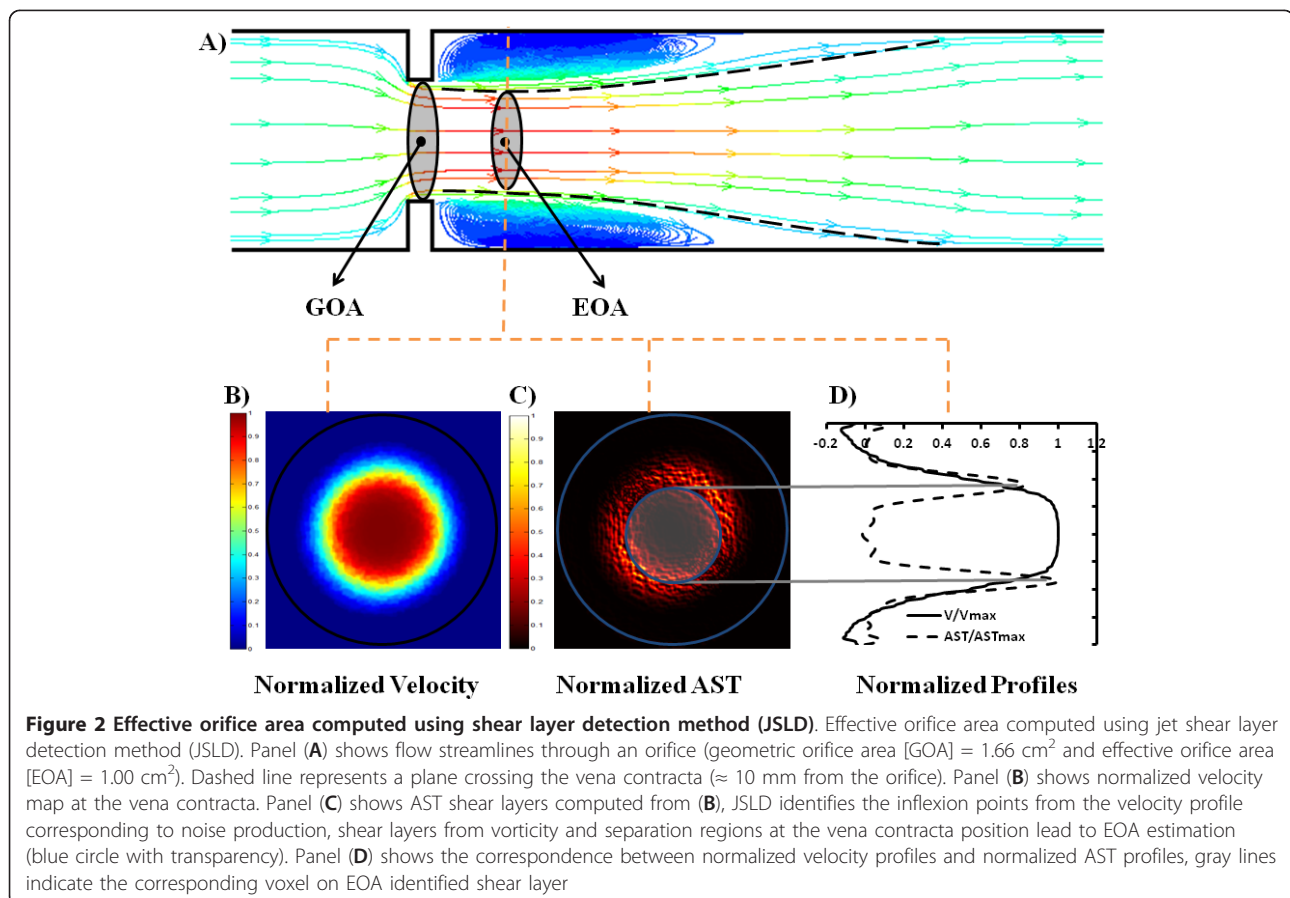 A)
GOA EOA
B) C) D)
1
0.9
0.8
0.7
0.6
0.5
0.4
0.3
0.2
0.1
0
1
0.9
0.8
0.7
0.6
0.5
0.4
0.3
0.2
0.1
0
-0.2 0 0.2 0.4 0.6 0.8 1 1.2
V/Vmax
AST/ASTmax
Normalized Velocity Normalized AST Normalized Profiles
Figure 2 Effective orifice area computed using shear layer detection method (JSLD). Effective orifice area computed using jet shear layer
detection method (JSLD). Panel (A) shows flow streamlines through an orifice (geometric orifice area [GOA] = 1.66 cm² and effective orifice area
[EOA] = 1.00 cm²). Dashed line represents a plane crossing the vena contracta (≈ 10 mm from the orifice). Panel (B) shows normalized velocity
map at the vena contracta. Panel (C) shows AST shear layers computed from (B), JSLD identifies the inflexion points from the velocity profile
corresponding to noise production, shear layers from vorticity and separation regions at the vena contracta position lead to EOA estimation
(blue circle with transparency). Panel (D) shows the correspondence between normalized velocity profiles and normalized AST profiles, gray lines
indicate the corresponding voxel on EOA identified shear layer